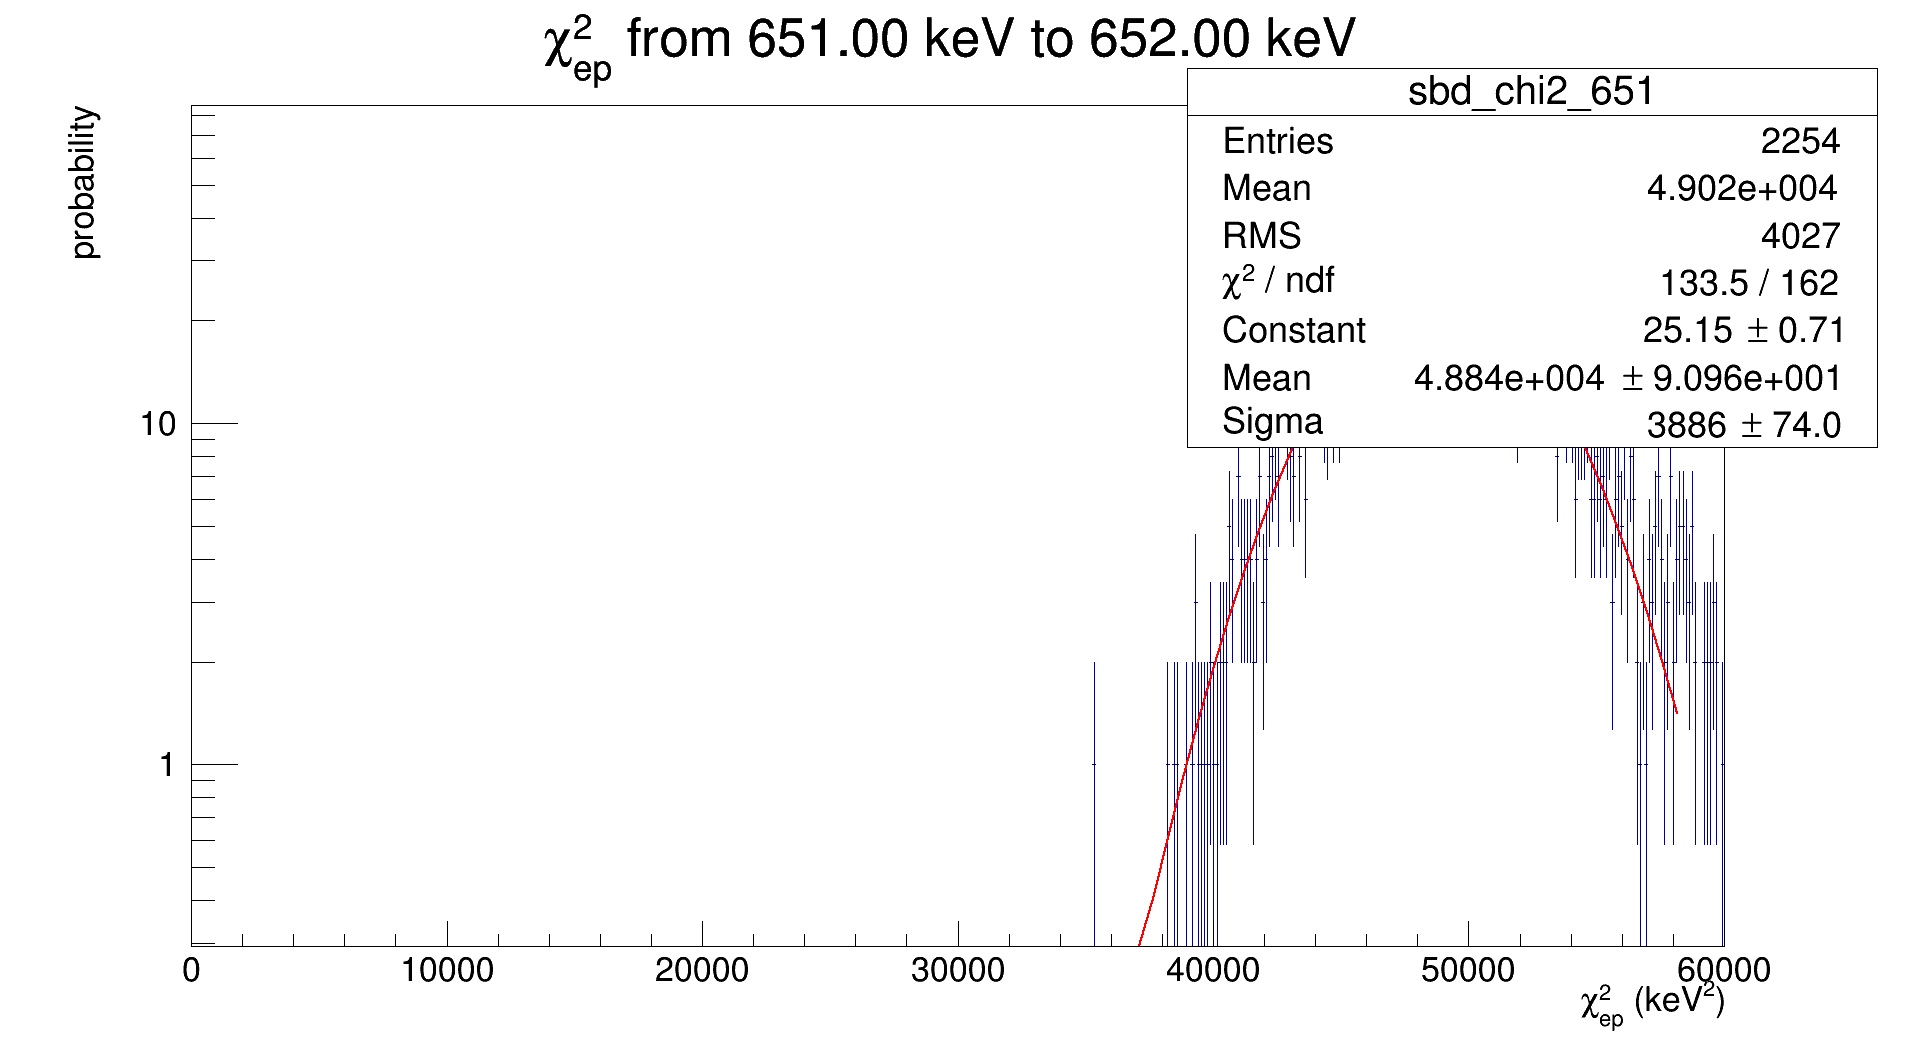 χ²ep from 651.00 keV to 652.00 keV
probability
sbd_chi2_651
Entries 2254
Mean 4.902e+004
RMS 4027
χ² / ndf 133.5 / 162
Constant 25.15 ± 0.71
Mean 4.884e+004 ± 9.096e+001
Sigma 3886 ± 74.0
10
1
0 10000 20000 30000 40000 50000 60000
χ²ep (keV²)